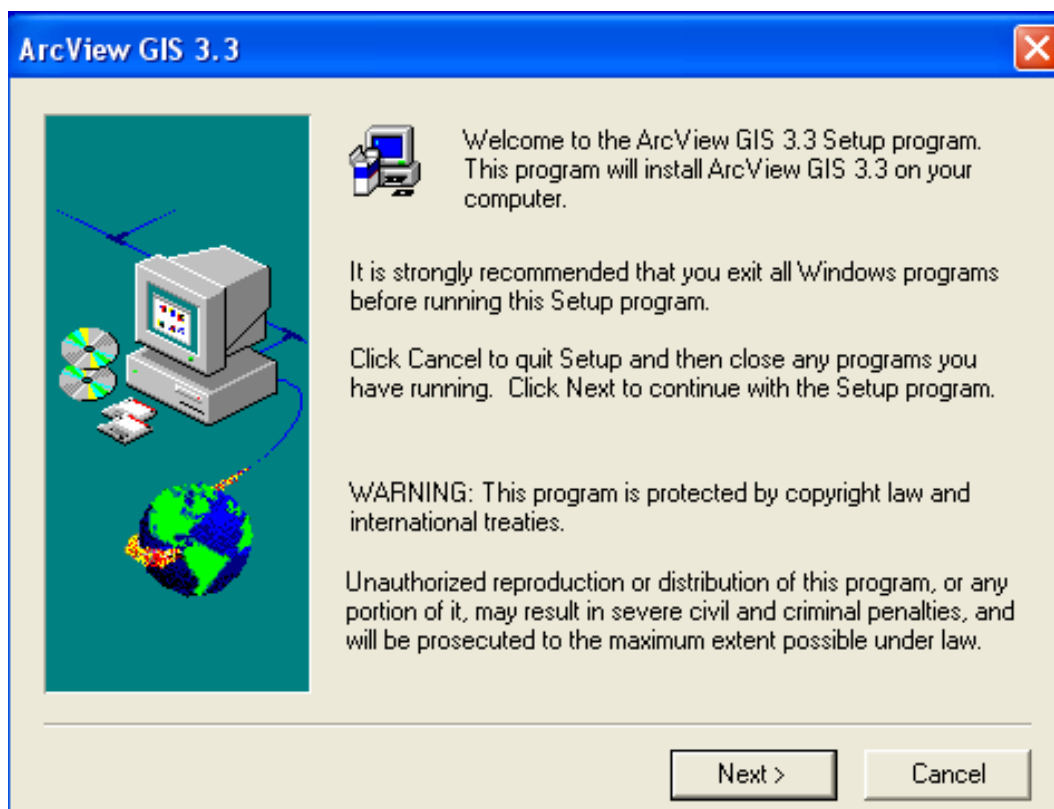 ArcView GIS 3.3
Welcome to the ArcView GIS 3.3 Setup program.
This program will install ArcView GIS 3.3 on your
computer.
It is strongly recommended that you exit all Windows programs
before running this Setup program.
Click Cancel to quit Setup and then close any programs you
have running.  Click Next to continue with the Setup program.
WARNING: This program is protected by copyright law and
international treaties.
Unauthorized reproduction or distribution of this program, or any
portion of it, may result in severe civil and criminal penalties, and
will be prosecuted to the maximum extent possible under law.
Next >
Cancel